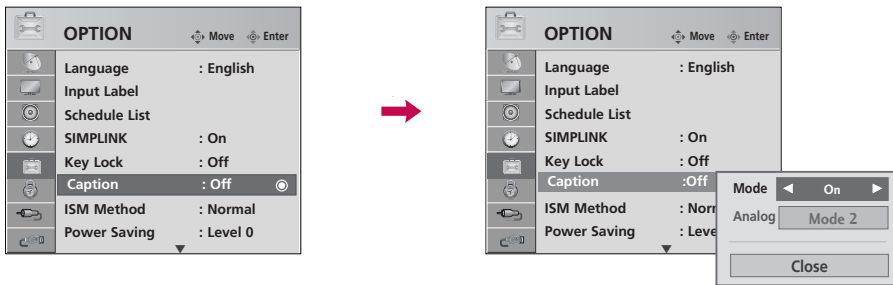 OPTION Move Enter
Language : English
Input Label
Schedule List
SIMPLINK : On
Key Lock : Off
Caption : Off
ISM Method : Normal
Power Saving : Level 0
OPTION Move Enter
Language : English
Input Label
Schedule List
SIMPLINK : On
Key Lock : Off
Caption :Off
ISM Method : Norr
Power Saving : Leve
Mode ◀ On ▶
Analog Mode 2
Close